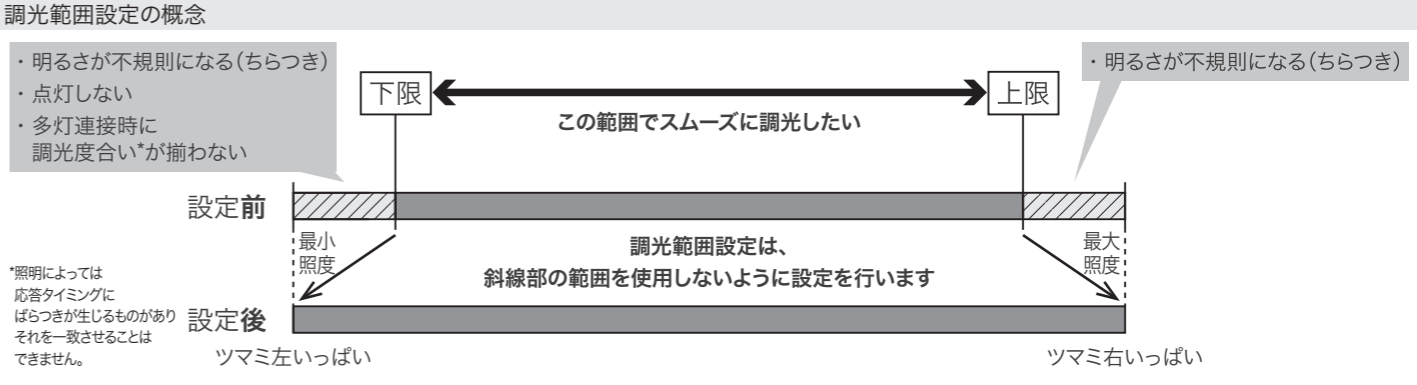 調光範囲設定の概念
・明るさが不規則になる(ちらつき)
・点灯しない
・多灯連接時に
調光度合い*が揃わない
下限
上限
この範囲でスムーズに調光したい
・明るさが不規則になる(ちらつき)
設定前
最小
照度
調光範囲設定は、
斜線部の範囲を使用しないように設定を行います
最大
照度
*照明によっては
応答タイミングに
ばらつきが生じるものがあり
それを一致させることは
できません。
設定後
ツマミ左いっぱい
ツマミ右いっぱい